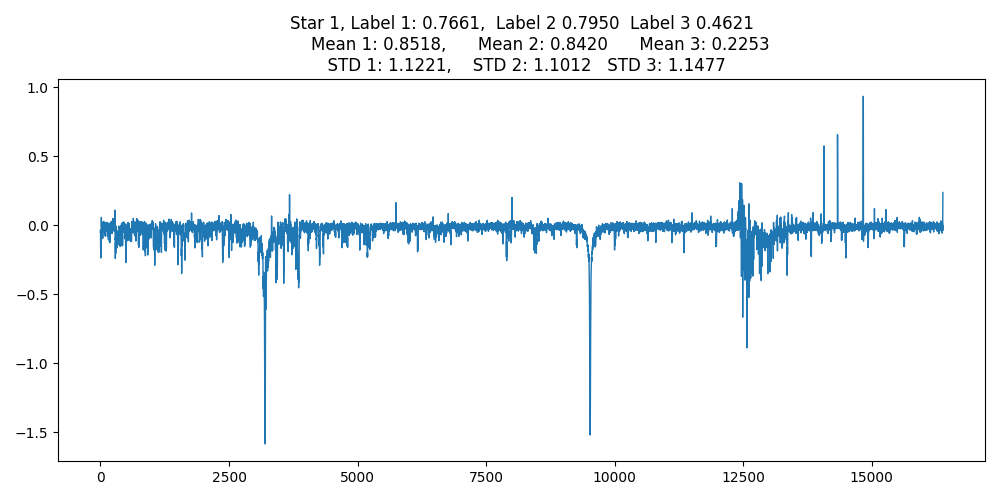 Star 1, Label 1: 0.7661,  Label 2 0.7950  Label 3 0.4621
Mean 1: 0.8518,      Mean 2: 0.8420      Mean 3: 0.2253
STD 1: 1.1221,    STD 2: 1.1012   STD 3: 1.1477
1.0
0.5
0.0
−0.5
−1.0
−1.5
0 2500 5000 7500 10000 12500 15000